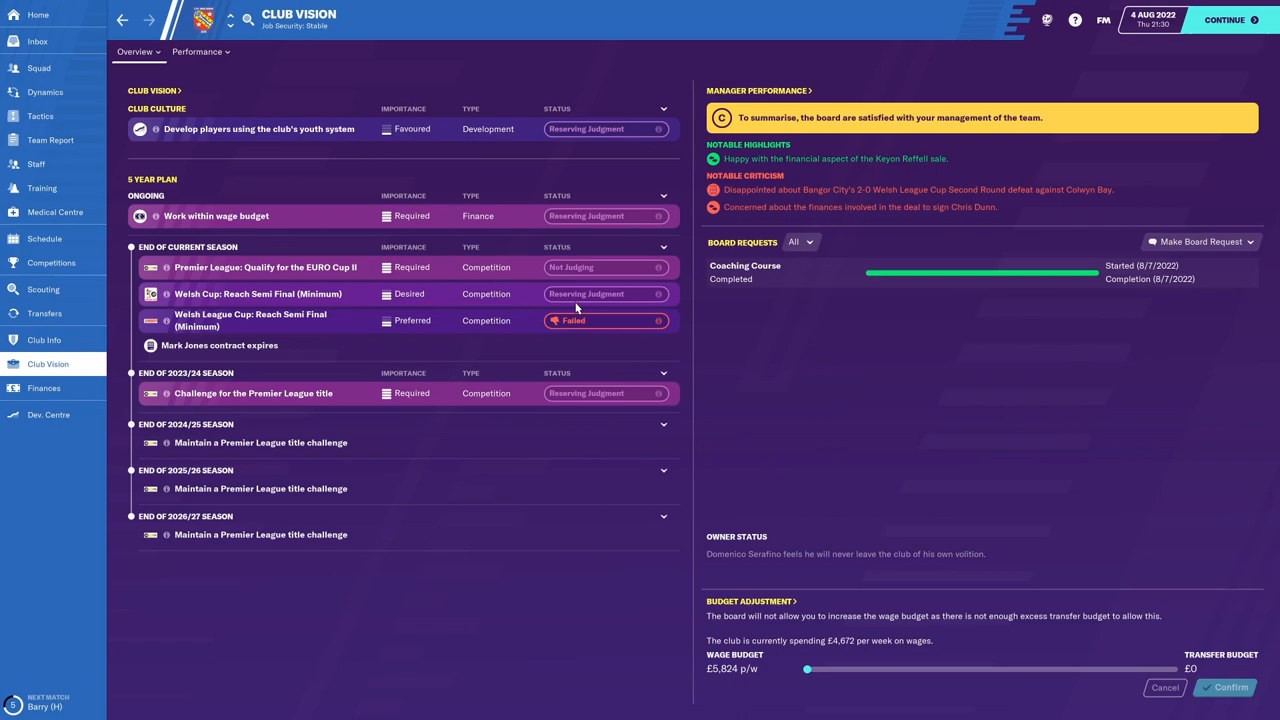 Home
Inbox
Squad
Dynamics
Tactics
Team Report
Staff
Training
Medical Centre
Schedule
Competitions
Scouting
Transfers
Club Info
Club Vision
Finances
Dev. Centre
5
NEXT MATCH
Barry (H)
CLUB VISION
Job Security: Stable
?
FM
4 AUG 2022
Thu 21:30
CONTINUE
Overview
Performance
CLUB VISION >
CLUB CULTURE IMPORTANCE TYPE STATUS
Develop players using the club's youth system Favoured Development Reserving Judgment
5 YEAR PLAN
ONGOING IMPORTANCE TYPE STATUS
Work within wage budget Required Finance Reserving Judgment
END OF CURRENT SEASON IMPORTANCE TYPE STATUS
Premier League: Qualify for the EURO Cup II Required Competition Not Judging
Welsh Cup: Reach Semi Final (Minimum) Desired Competition Reserving Judgment
Welsh League Cup: Reach Semi Final
(Minimum) Preferred Competition Failed
Mark Jones contract expires
END OF 2023/24 SEASON IMPORTANCE TYPE STATUS
Challenge for the Premier League title Required Competition Reserving Judgment
END OF 2024/25 SEASON
Maintain a Premier League title challenge
END OF 2025/26 SEASON
Maintain a Premier League title challenge
END OF 2026/27 SEASON
Maintain a Premier League title challenge
MANAGER PERFORMANCE >
C To summarise, the board are satisfied with your management of the team.
NOTABLE HIGHLIGHTS
Happy with the financial aspect of the Keyon Reffell sale.
NOTABLE CRITICISM
Disappointed about Bangor City's 2-0 Welsh League Cup Second Round defeat against Colwyn Bay.
Concerned about the finances involved in the deal to sign Chris Dunn.
BOARD REQUESTS All Make Board Request
Coaching Course Started (8/7/2022)
Completed Completion (8/7/2022)
OWNER STATUS
Domenico Serafino feels he will never leave the club of his own volition.
BUDGET ADJUSTMENT >
The board will not allow you to increase the wage budget as there is not enough excess transfer budget to allow this.
The club is currently spending £4,672 per week on wages.
WAGE BUDGET TRANSFER BUDGET
£5,824 p/w £0
Cancel Confirm